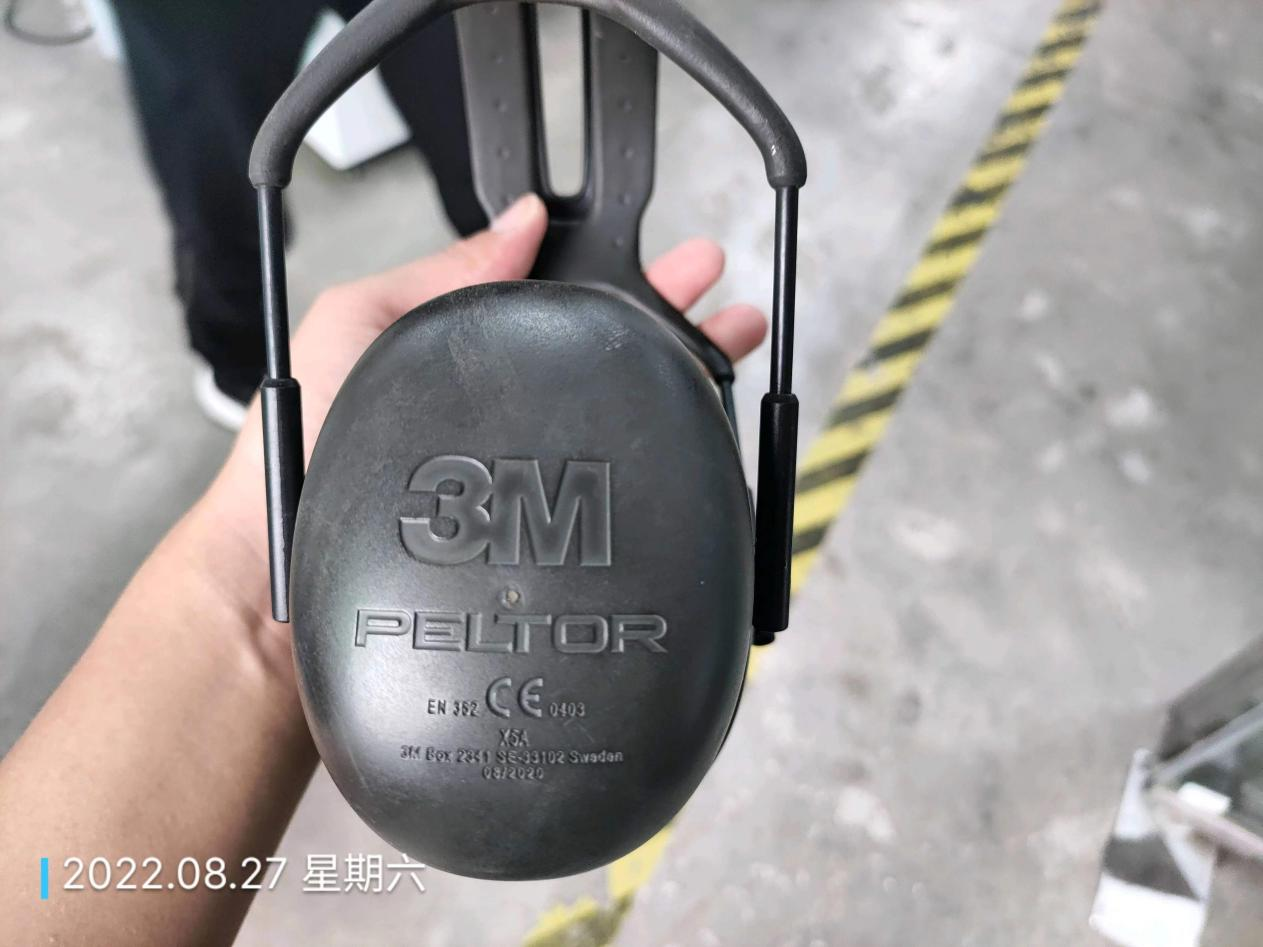 3M
PELTOR
EN 352 CE 0403
X5A
3M Box 2341 SE-33102 Sweden
08/2020
2022.08.27 星期六